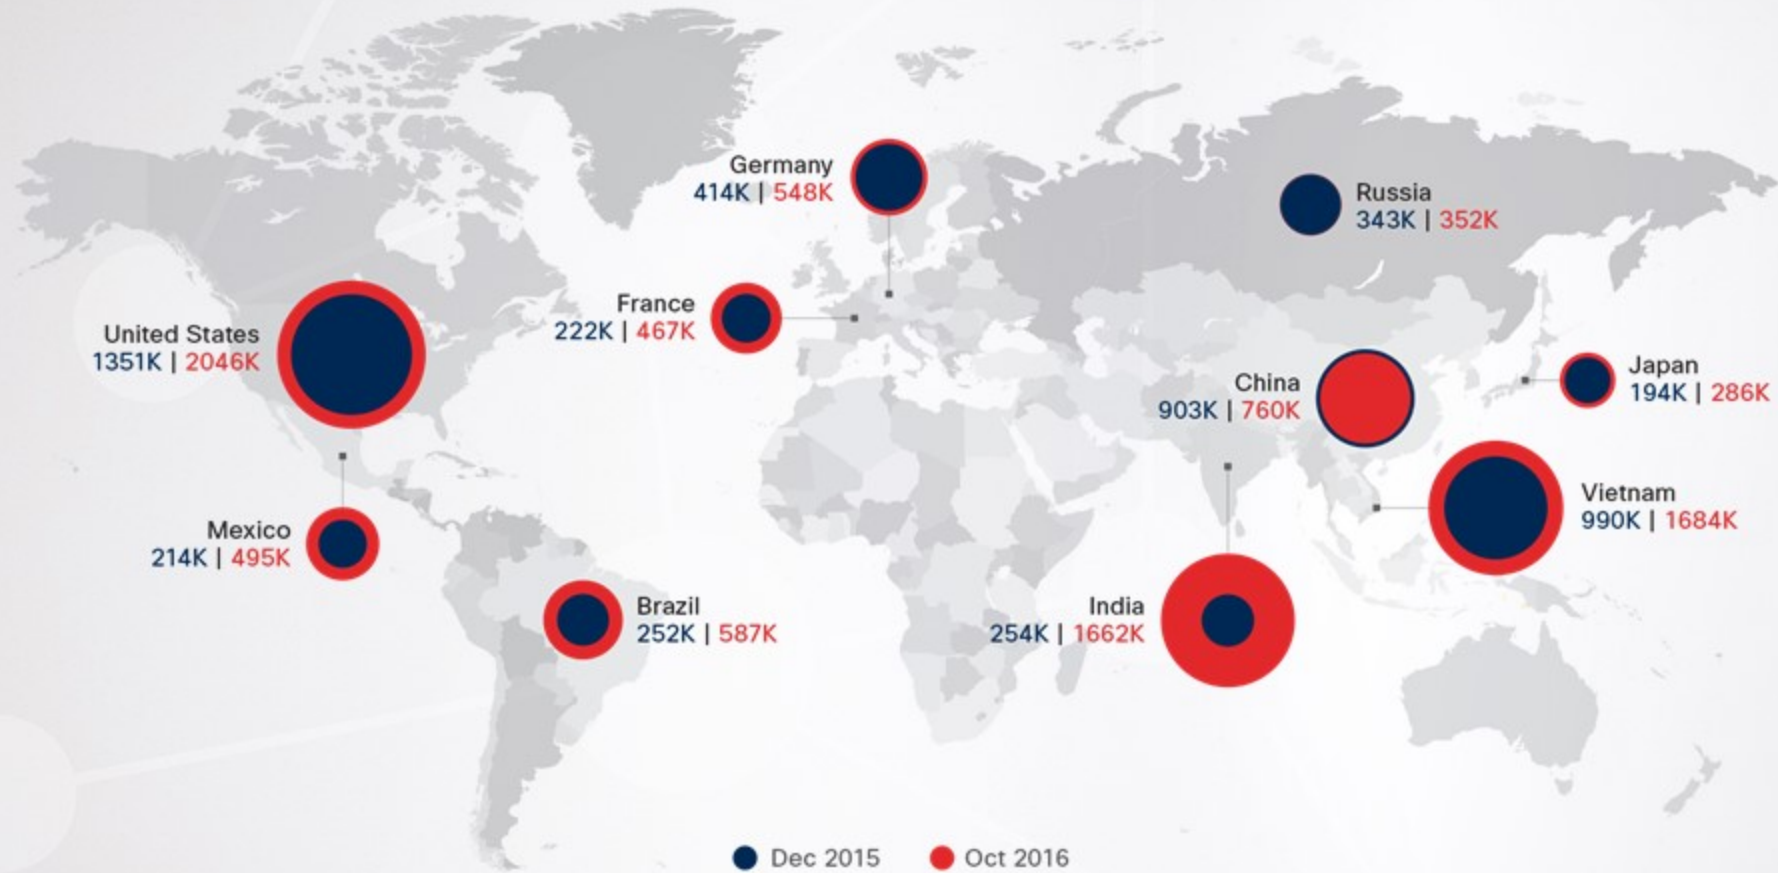 Germany
414K | 548K
Russia
343K | 352K
France
222K | 467K
United States
1351K | 2046K
China
903K | 760K
Japan
194K | 286K
Vietnam
990K | 1684K
Mexico
214K | 495K
Brazil
252K | 587K
India
254K | 1662K
Dec 2015
Oct 2016